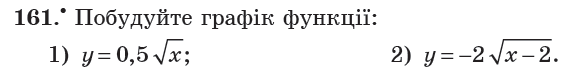 161.• Побудуйте графік функції:
1) y = 0,5√x; 2) y = –2√(x – 2).